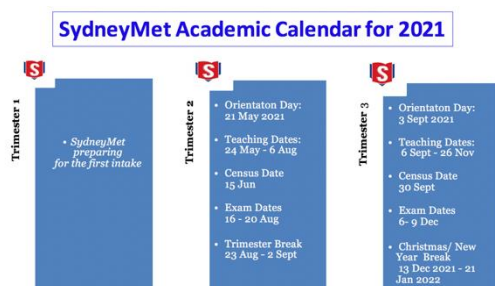 SydneyMet Academic Calendar for 2021
S
Trimester 1
• SydneyMet
preparing
for the first intake
S
Trimester 2
• Orientaton Day:
21 May 2021
• Teaching Dates:
24 May - 6 Aug
• Census Date
15 Jun
• Exam Dates
16 - 20 Aug
• Trimester Break
23 Aug - 2 Sept
S
Trimester 3
• Orientaton Day:
3 Sept 2021
• Teaching Dates:
6 Sept - 26 Nov
• Census Date
30 Sept
• Exam Dates
6- 9 Dec
• Christmas/ New
Year Break
13 Dec 2021 - 21
Jan 2022